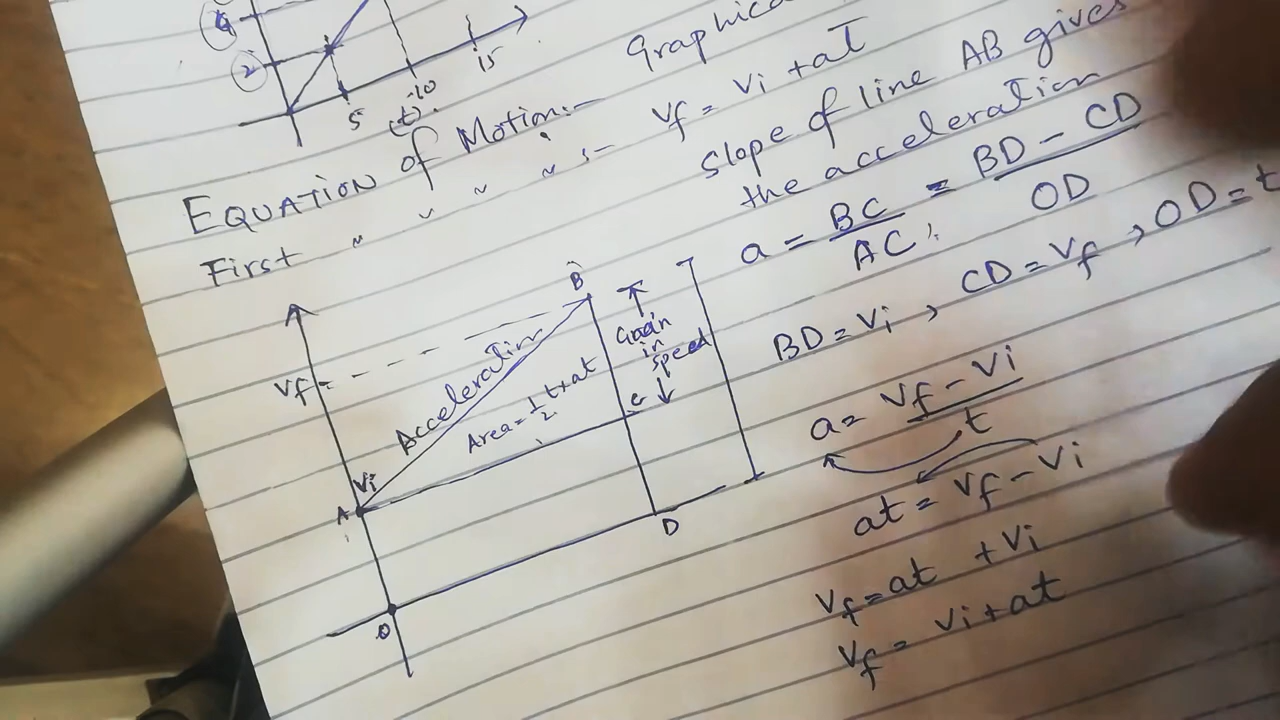 4
2
5
10
15
(t)
Graphica
EQUATION of Motion:-
First " " " " :- Vf = Vi + at
Slope of line AB gives
the acceleration
a = BC/AC, = BD - CD/OD
BD = Vi, CD = Vf, OD = t
a = Vf - Vi/t
at = Vf - Vi
Vf = at + Vi
Vf = Vi + at
B
Vf
Acceleration
Gain
in
speed
Area = 1/2 t x at
C
Vi
A
D
O